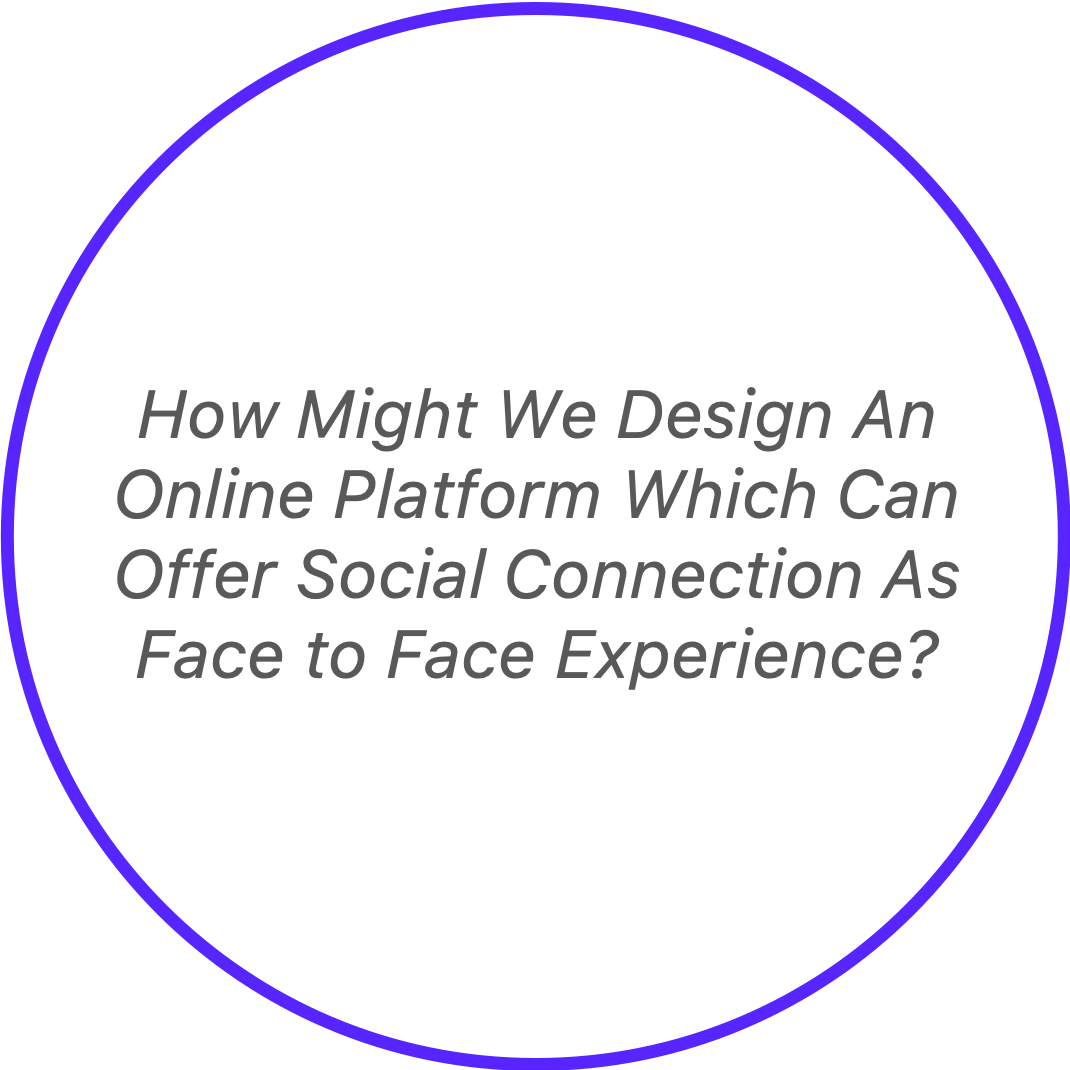 How Might We Design An
Online Platform Which Can
Offer Social Connection As
Face to Face Experience?